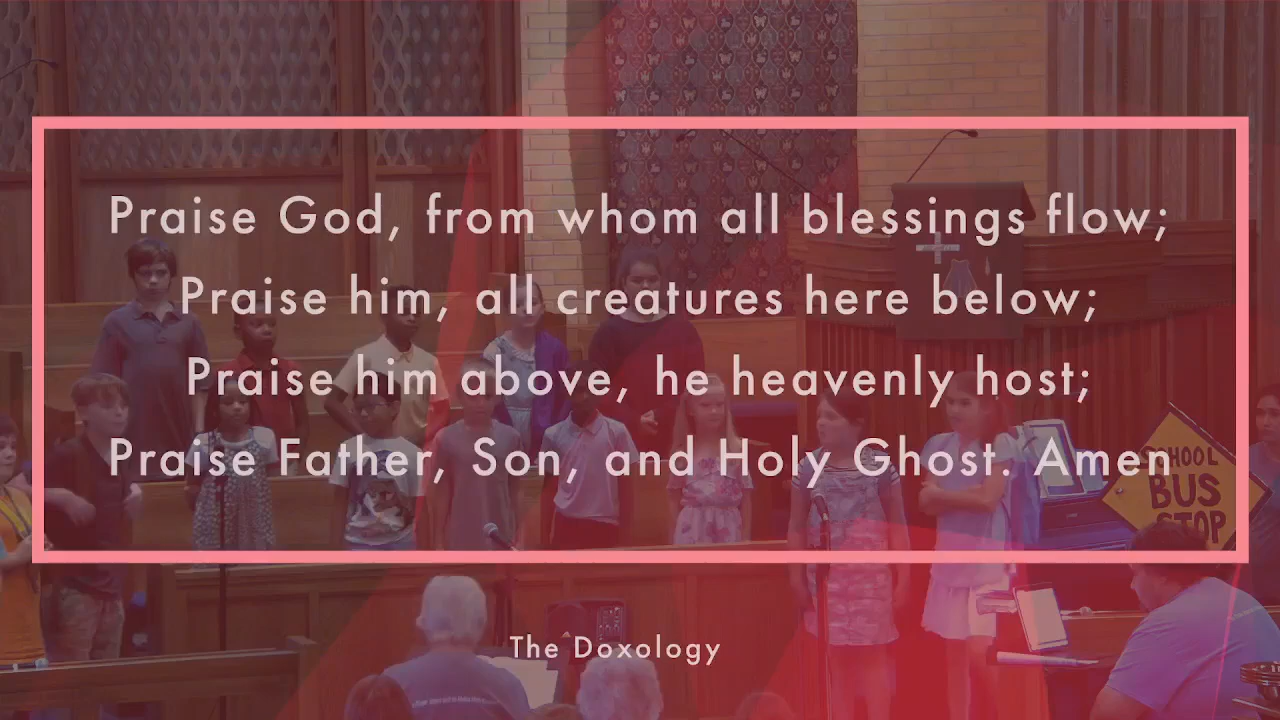 Praise God, from whom all blessings flow;
Praise him, all creatures here below;
Praise him above, he heavenly host;
Praise Father, Son, and Holy Ghost. Amen
SCHOOL
BUS
STOP
The Doxology